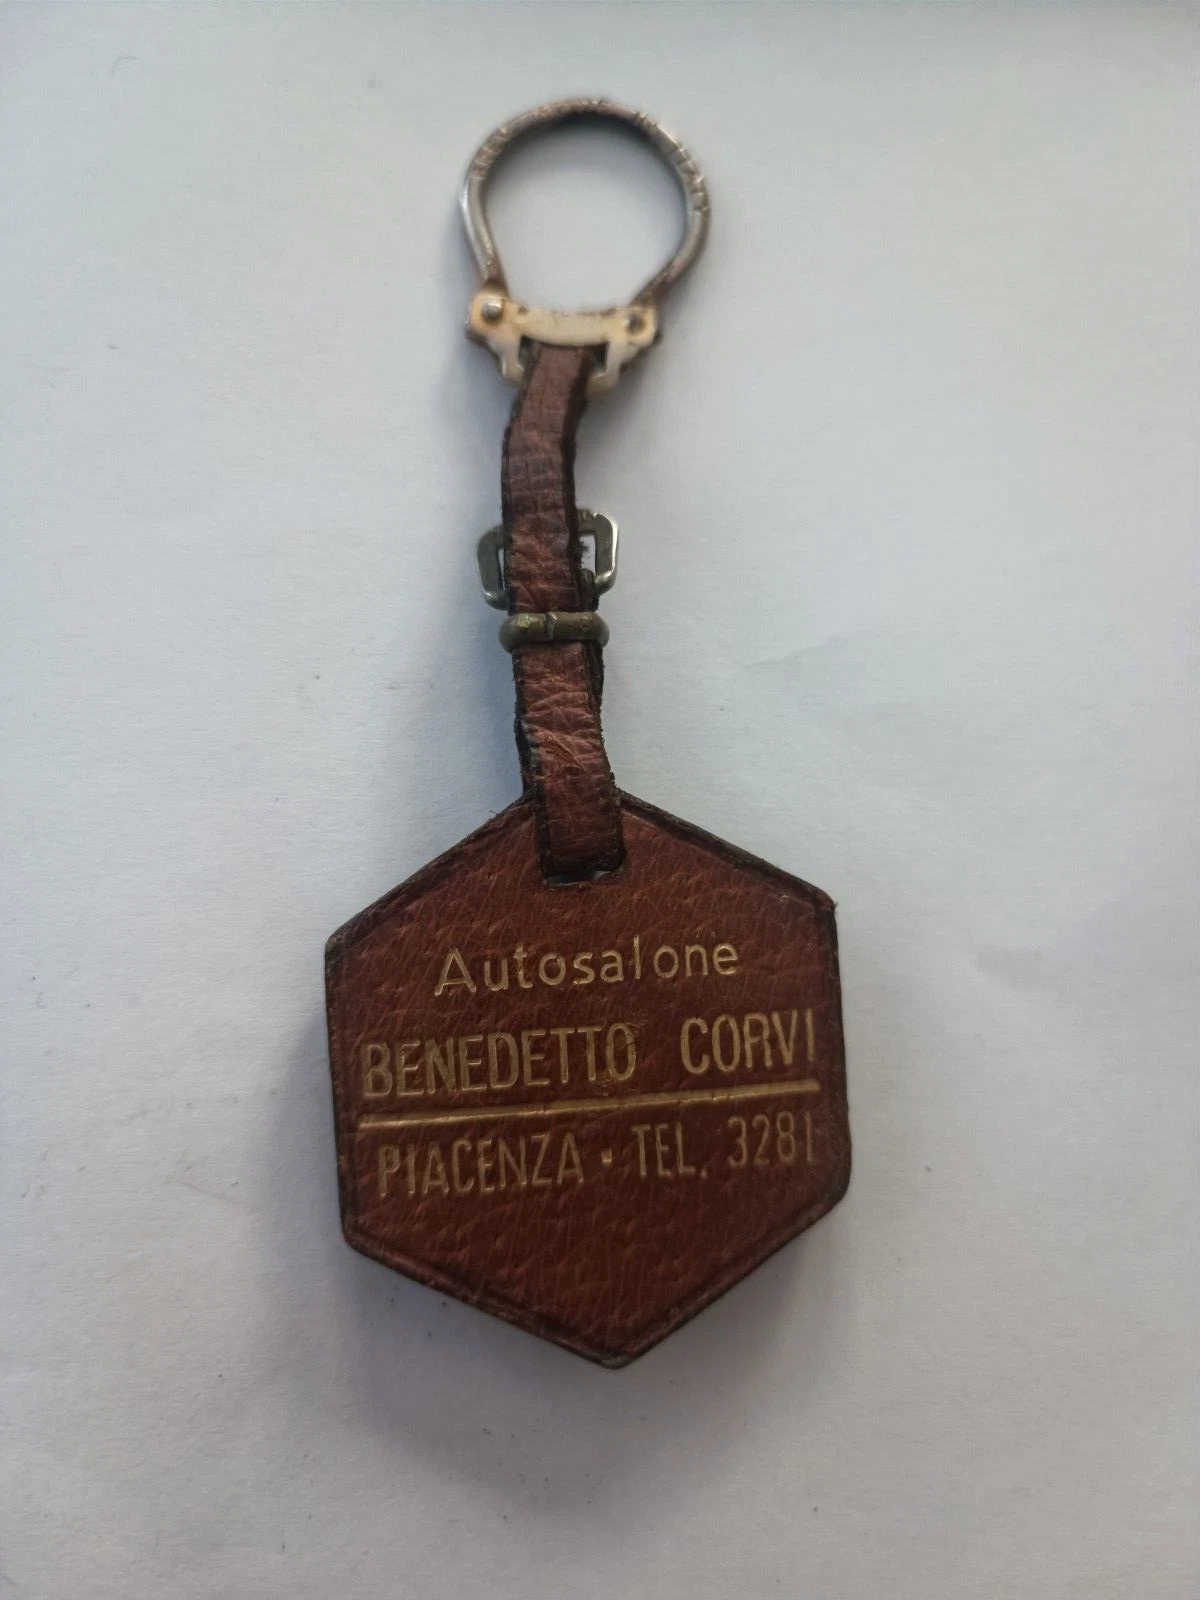 Autosalone
BENEDETTO CORVI
PIACENZA · TEL. 3281